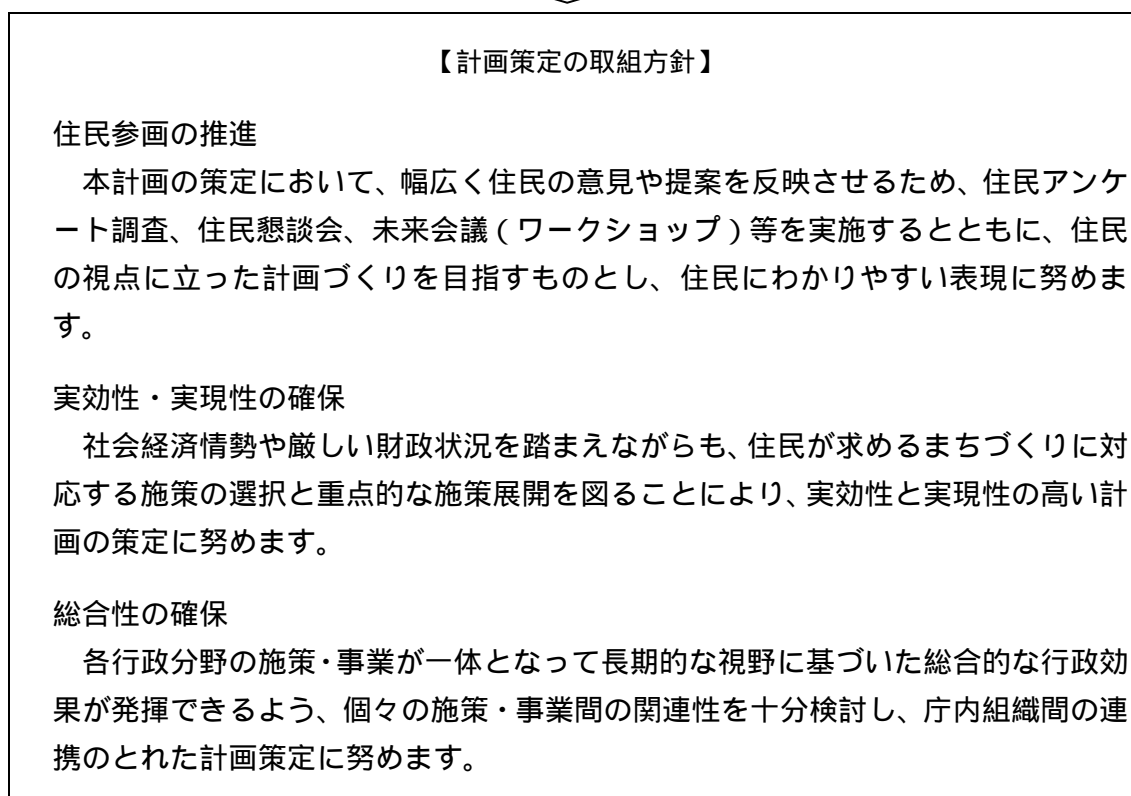 【計画策定の取組方針】
住民参画の推進
　本計画の策定において、幅広く住民の意見や提案を反映させるため、住民アンケ
ート調査、住民懇談会、未来会議（ワークショップ）等を実施するとともに、住民
の視点に立った計画づくりを目指すものとし、住民にわかりやすい表現に努めま
す。
実効性・実現性の確保
　社会経済情勢や厳しい財政状況を踏まえながらも、住民が求めるまちづくりに対
応する施策の選択と重点的な施策展開を図ることにより、実効性と実現性の高い計
画の策定に努めます。
総合性の確保
　各行政分野の施策・事業が一体となって長期的な視野に基づいた総合的な行政効
果が発揮できるよう、個々の施策・事業間の関連性を十分検討し、庁内組織間の連
携のとれた計画策定に努めます。